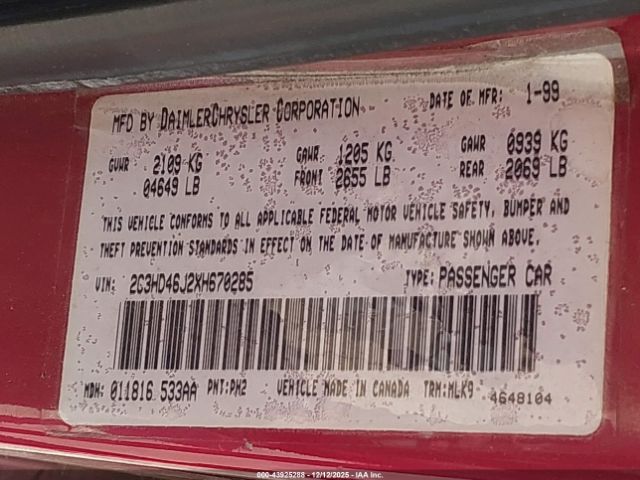 MFD BY DAIMLERCHRYSLER CORPORATION DATE OF MFR: 1-99
GVWR 2109 KG GAWR 1205 KG GAWR 0939 KG
04649 LB FRONT 2655 LB REAR 2069 LB
THIS VEHICLE CONFORMS TO ALL APPLICABLE FEDERAL MOTOR VEHICLE SAFETY, BUMPER AND
THEFT PREVENTION STANDARDS IN EFFECT ON THE DATE OF MANUFACTURE SHOWN ABOVE.
VIN: 2C3HD46J2XH670285 TYPE: PASSENGER CAR
MDH: 011816 533AA PNT:PM2 VEHICLE MADE IN CANADA TRM:MLK9 4648104
000-43925288 - 12/12/2025 - IAA Inc.